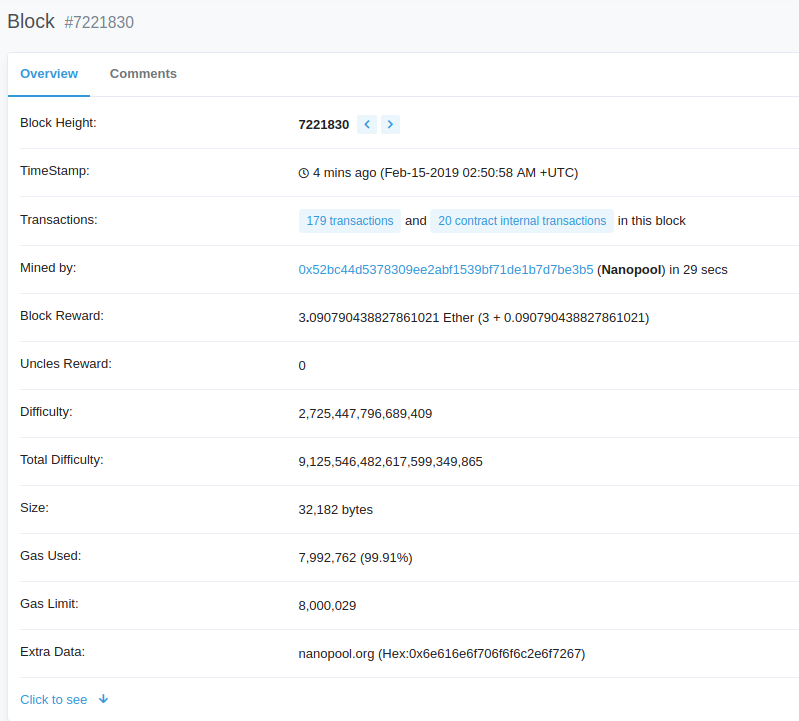 Block #7221830
Overview Comments
Block Height: 7221830
TimeStamp: 4 mins ago (Feb-15-2019 02:50:58 AM +UTC)
Transactions: 179 transactions and 20 contract internal transactions in this block
Mined by: 0x52bc44d5378309ee2abf1539bf71de1b7d7be3b5 (Nanopool) in 29 secs
Block Reward: 3.090790438827861021 Ether (3 + 0.090790438827861021)
Uncles Reward: 0
Difficulty: 2,725,447,796,689,409
Total Difficulty: 9,125,546,482,617,599,349,865
Size: 32,182 bytes
Gas Used: 7,992,762 (99.91%)
Gas Limit: 8,000,029
Extra Data: nanopool.org (Hex:0x6e616e6f706f6f6c2e6f7267)
Click to see